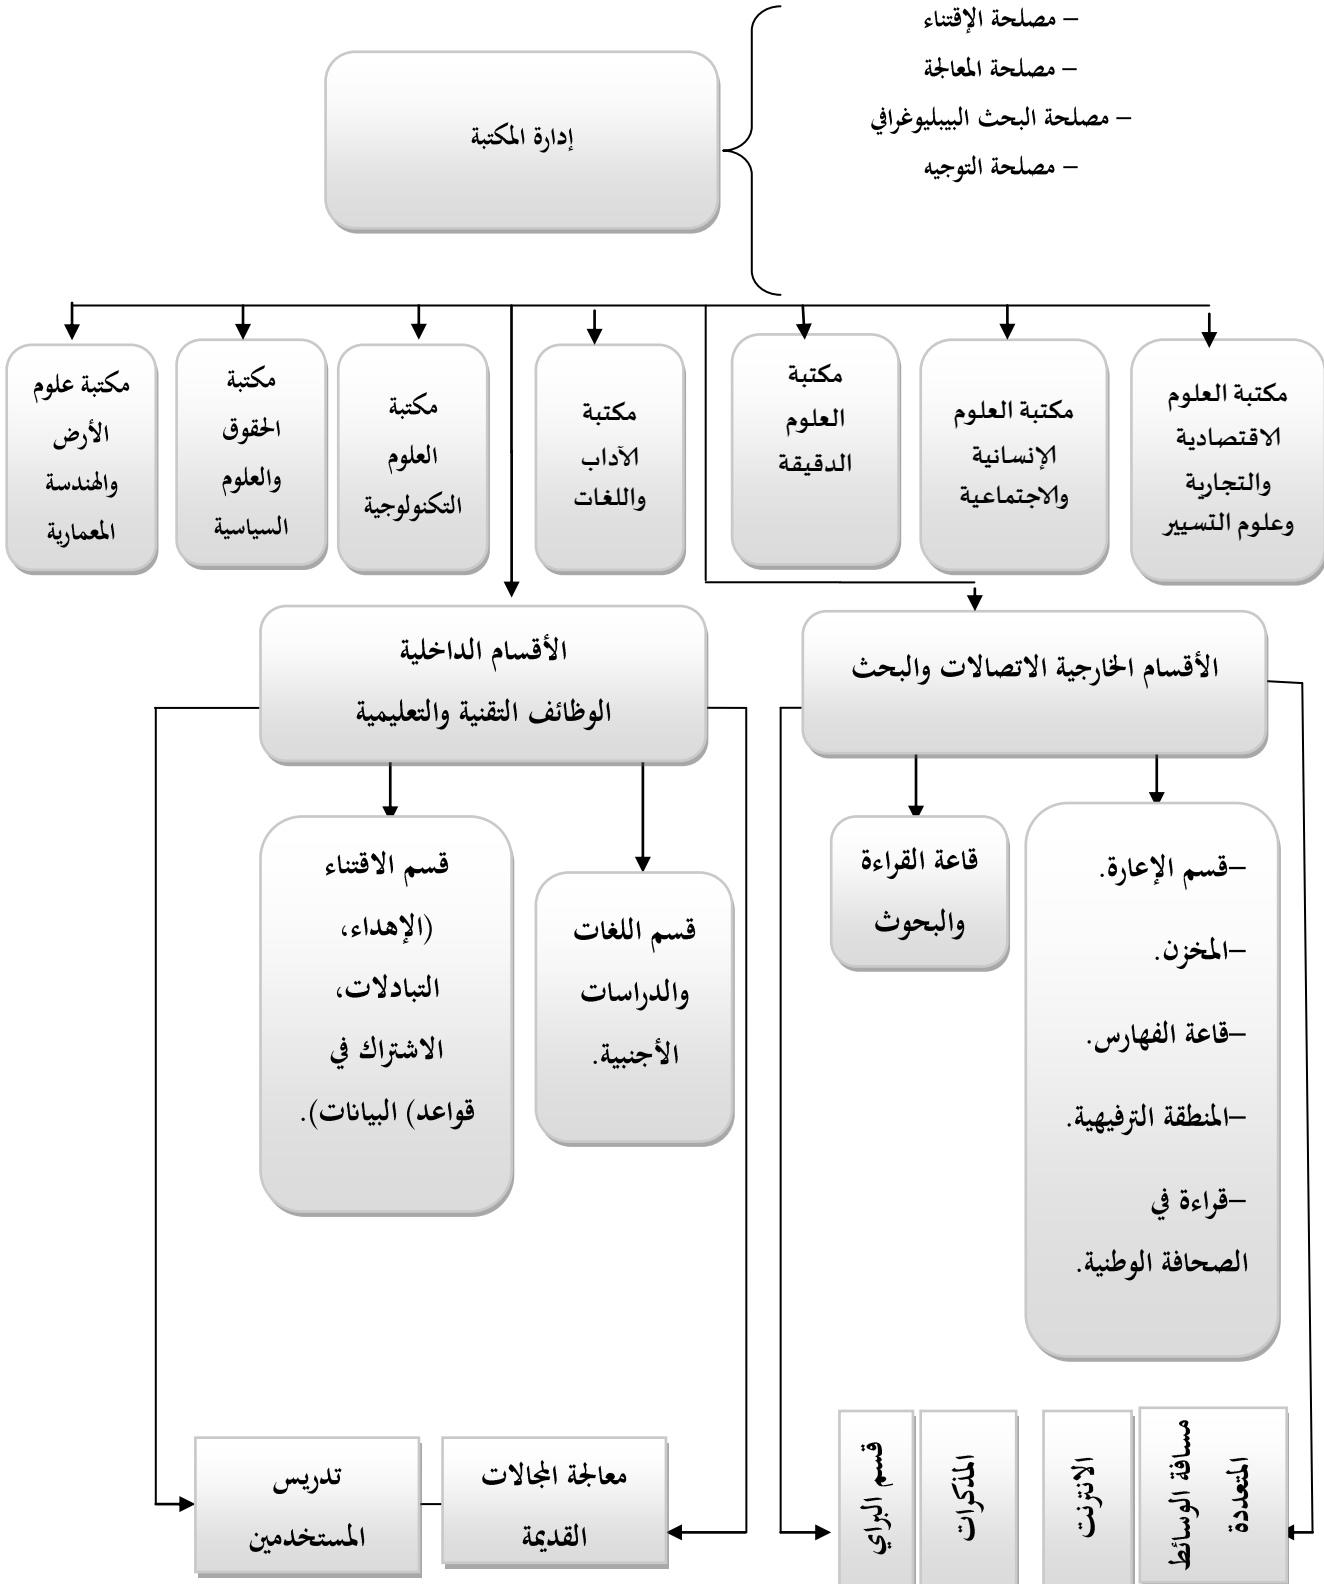 – مصلحة الإقتناء
– مصلحة المعالجة
– مصلحة البحث البيبليوغرافي
– مصلحة التوجيه
إدارة المكتبة
مكتبة العلوم
الاقتصادية
والتجارية
وعلوم التسيير
مكتبة العلوم
الإنسانية
والاجتماعية
مكتبة
العلوم
الدقيقة
مكتبة
الآداب
واللغات
مكتبة
العلوم
التكنولوجية
مكتبة
الحقوق
والعلوم
السياسية
مكتبة علوم
الأرض
والهندسة
المعمارية
الأقسام الخارجية الاتصالات والبحث
الأقسام الداخلية
الوظائف التقنية والتعليمية
–قسم الإعارة.
–المخزن.
–قاعة الفهارس.
–المنطقة الترفيهية.
–قراءة في
الصحافة الوطنية.
قاعة القراءة
والبحوث
قسم اللغات
والدراسات
الأجنبية.
قسم الاقتناء
(الإهداء،
التبادلات،
الاشتراك في
قواعد) البيانات).
مسافة الوسائط
المتعددة
الانترنت
المذكرات
قسم البراي
معالجة المجالات
القديمة
تدريس
المستخدمين